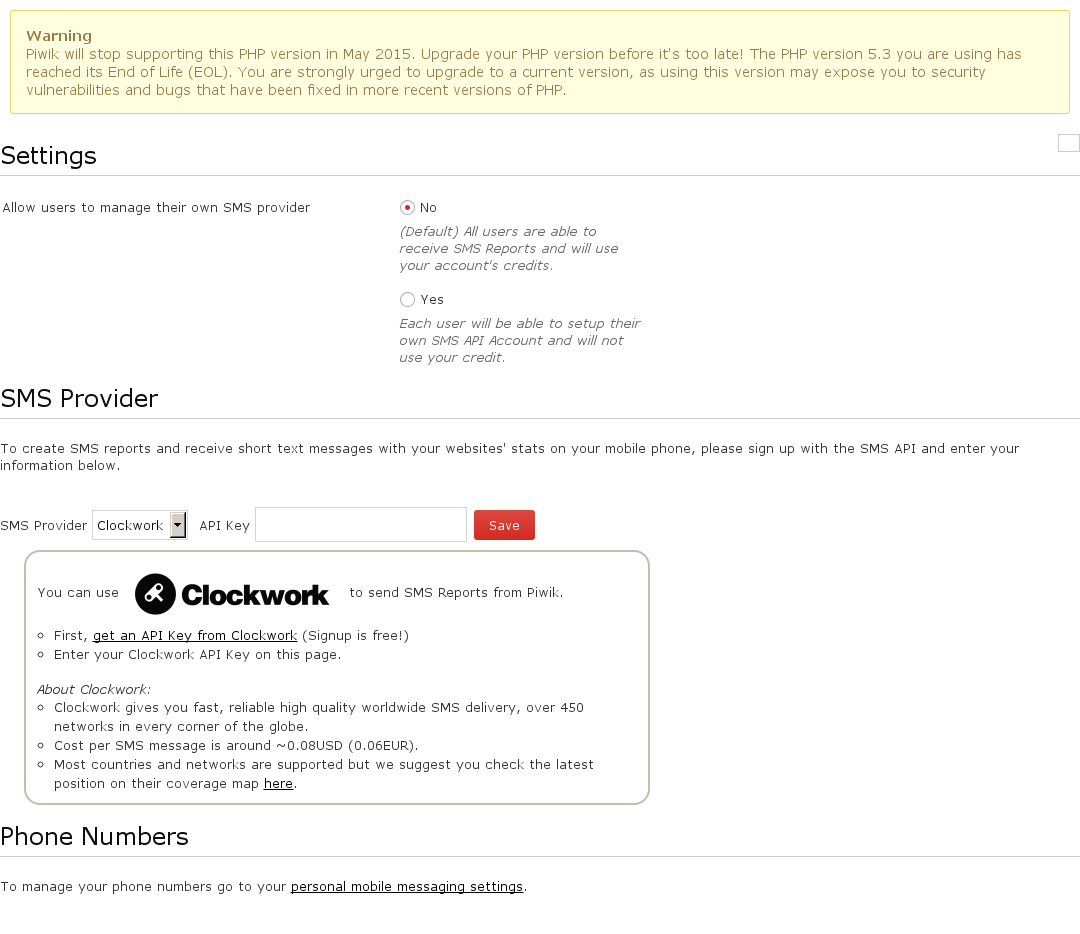 Warning
Piwik will stop supporting this PHP version in May 2015. Upgrade your PHP version before it's too late! The PHP version 5.3 you are using has
reached its End of Life (EOL). You are strongly urged to upgrade to a current version, as using this version may expose you to security
vulnerabilities and bugs that have been fixed in more recent versions of PHP.
Settings
Allow users to manage their own SMS provider
No
(Default) All users are able to
receive SMS Reports and will use
your account's credits.
Yes
Each user will be able to setup their
own SMS API Account and will not
use your credit.
SMS Provider
To create SMS reports and receive short text messages with your websites' stats on your mobile phone, please sign up with the SMS API and enter your
information below.
SMS Provider Clockwork API Key Save
You can use Clockwork to send SMS Reports from Piwik.
First, get an API Key from Clockwork (Signup is free!)
Enter your Clockwork API Key on this page.
About Clockwork:
Clockwork gives you fast, reliable high quality worldwide SMS delivery, over 450
networks in every corner of the globe.
Cost per SMS message is around ~0.08USD (0.06EUR).
Most countries and networks are supported but we suggest you check the latest
position on their coverage map here.
Phone Numbers
To manage your phone numbers go to your personal mobile messaging settings.